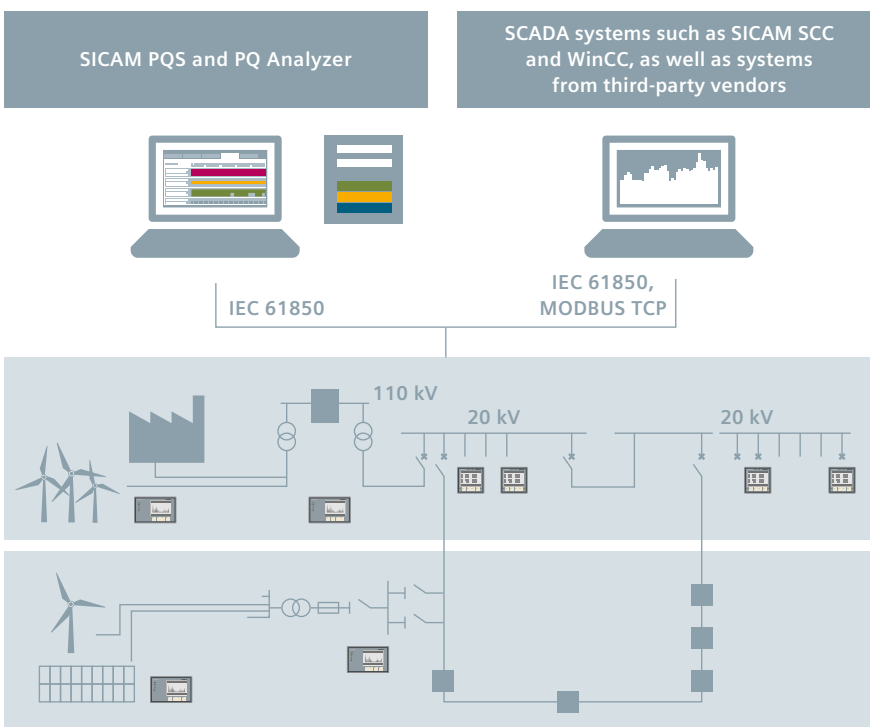 SICAM PQS and PQ Analyzer
SCADA systems such as SICAM SCC
and WinCC, as well as systems
from third-party vendors
IEC 61850
IEC 61850,
MODBUS TCP
110 kV
20 kV
20 kV